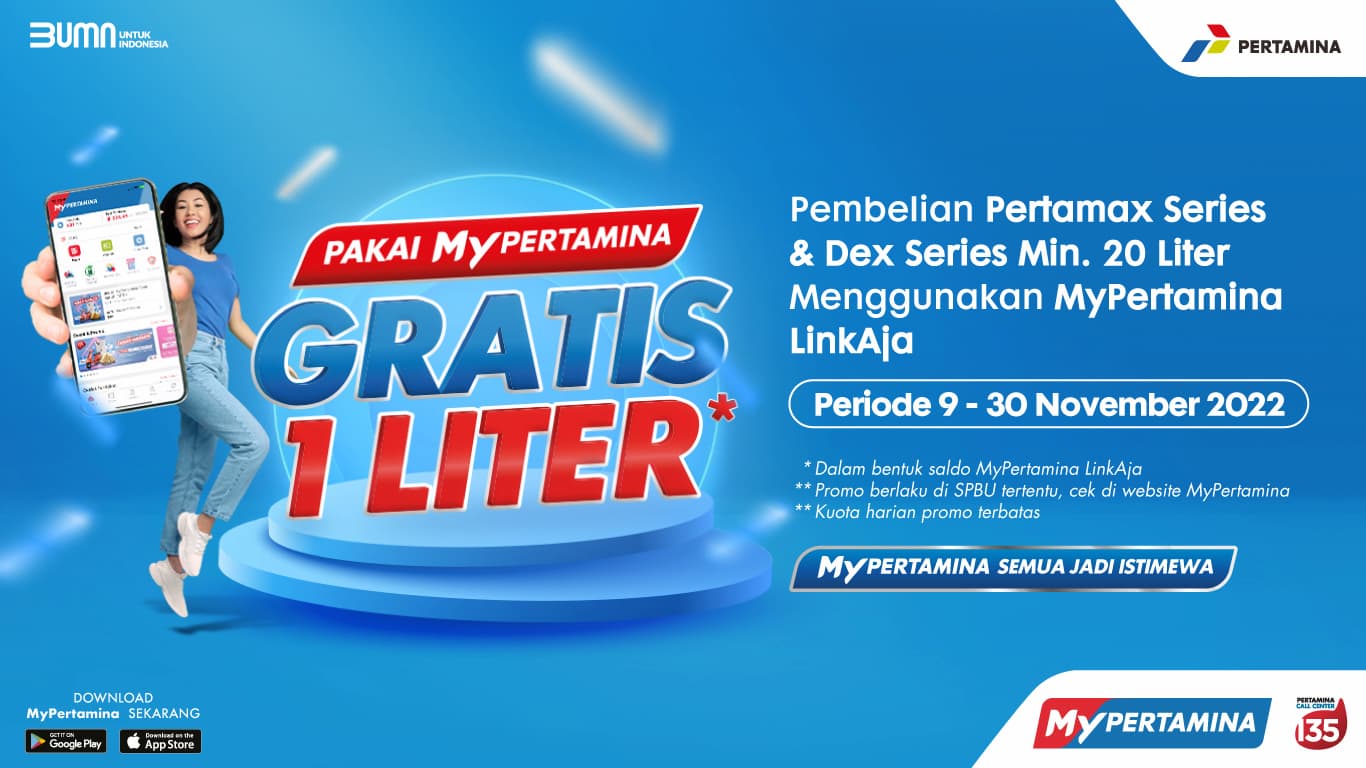 BUMN UNTUK
INDONESIA
PERTAMINA
MyPERTAMINA
PAKAI MyPERTAMINA
GRATIS
1 LITER*
Pembelian Pertamax Series
& Dex Series Min. 20 Liter
Menggunakan MyPertamina
LinkAja
Periode 9 - 30 November 2022
* Dalam bentuk saldo MyPertamina LinkAja
** Promo berlaku di SPBU tertentu, cek di website MyPertamina
** Kuota harian promo terbatas
MyPERTAMINA SEMUA JADI ISTIMEWA
DOWNLOAD
MyPertamina SEKARANG
GET IT ON
Google Play
Download on the
App Store
MyPERTAMINA
PERTAMINA
CALL CENTER
135